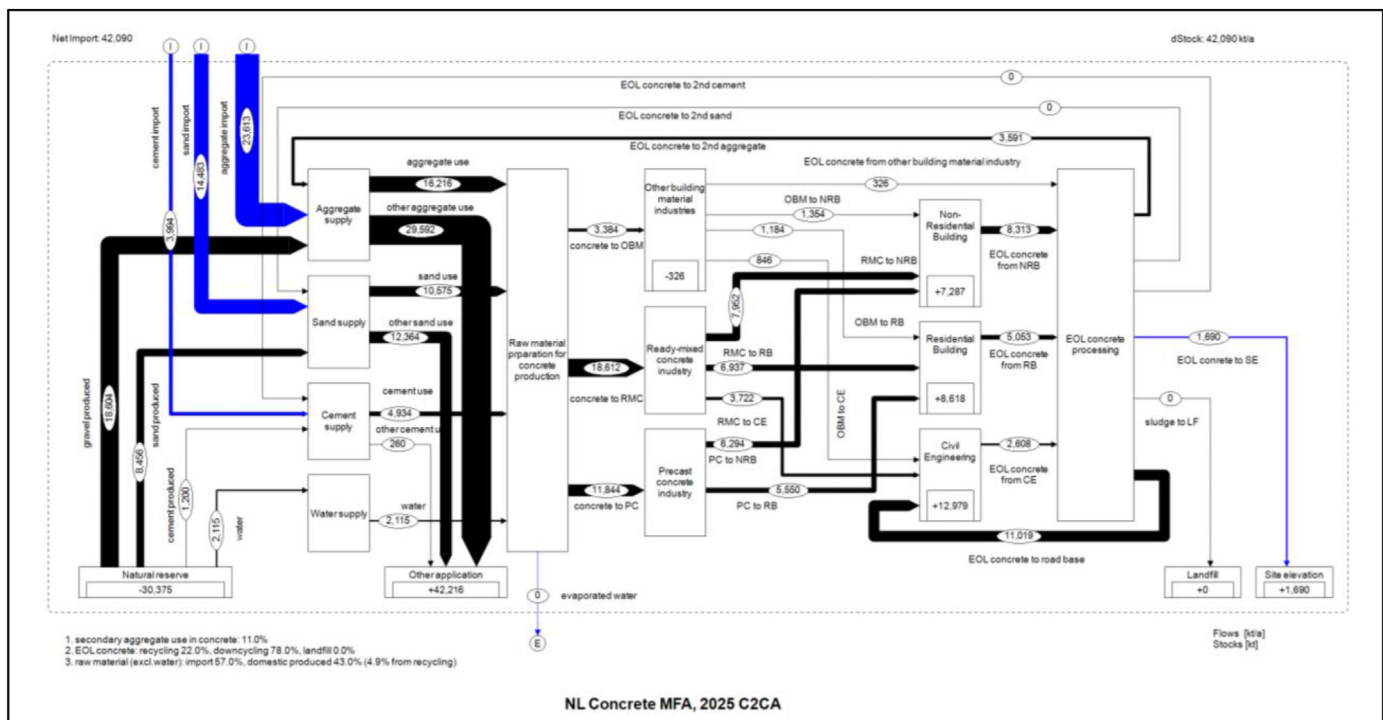 Net Import: 42,090
dStock: 42,090 kt/a
I
I
I
0
EOL concrete to 2nd cement
0
EOL concrete to 2nd sand
3,591
EOL concrete to 2nd aggregate
EOL concrete from other building material industry
cement import
sand import
aggregate import
3,994
14,483
23,613
aggregate use
16,216
other aggregate use
29,592
Aggregate
supply
sand use
10,575
other sand use
12,364
Sand supply
cement use
4,934
other cement use
260
Cement
supply
water
2,115
Water supply
gravel produced
18,604
sand produced
8,456
cement produced
1,200
2,115
water
Natural reserve
-30,375
Other application
+42,216
Raw material
prparation for
concrete
production
3,384
concrete to OBM
18,612
concrete to RMC
11,844
concrete to PC
0
evaporated water
E
Other building
material
industries
-326
Ready-mixed
concrete
inudstry
Precast
concrete
industry
326
OBM to NRB
1,354
1,184
846
RMC to NRB
7,952
OBM to RB
RMC to RB
6,937
3,722
RMC to CE
OBM to CE
6,294
PC to NRB
5,550
PC to RB
Non-
Residential
Building
+7,287
Residential
Building
+8,618
Civil
Engineering
+12,979
8,313
EOL concrete
from NRB
5,053
EOL concrete
from RB
2,608
EOL concrete
from CE
11,019
EOL concrete to road base
EOL concrete
processing
1,690
EOL conrete to SE
0
sludge to LF
Landfill
+0
Site elevation
+1,690
1. secondary aggregate use in concrete: 11.0%
2. EOL concrete: recycling 22.0%, downcycling 78.0%, landfill 0.0%
3. raw material (excl.water): import 57.0%, domestic produced 43.0% (4.9% from recycling)
Flows [kt/a]
Stocks [kt]
NL Concrete MFA, 2025 C2CA